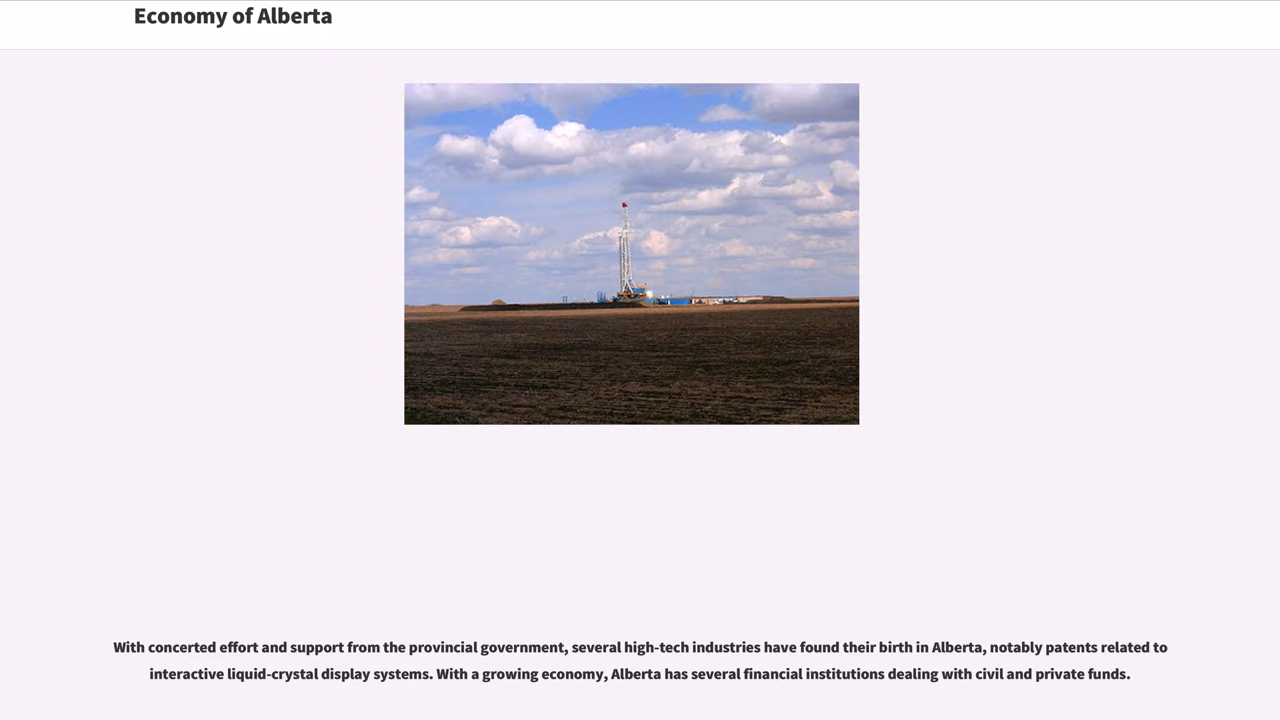 Economy of Alberta
With concerted effort and support from the provincial government, several high-tech industries have found their birth in Alberta, notably patents related to
interactive liquid-crystal display systems. With a growing economy, Alberta has several financial institutions dealing with civil and private funds.